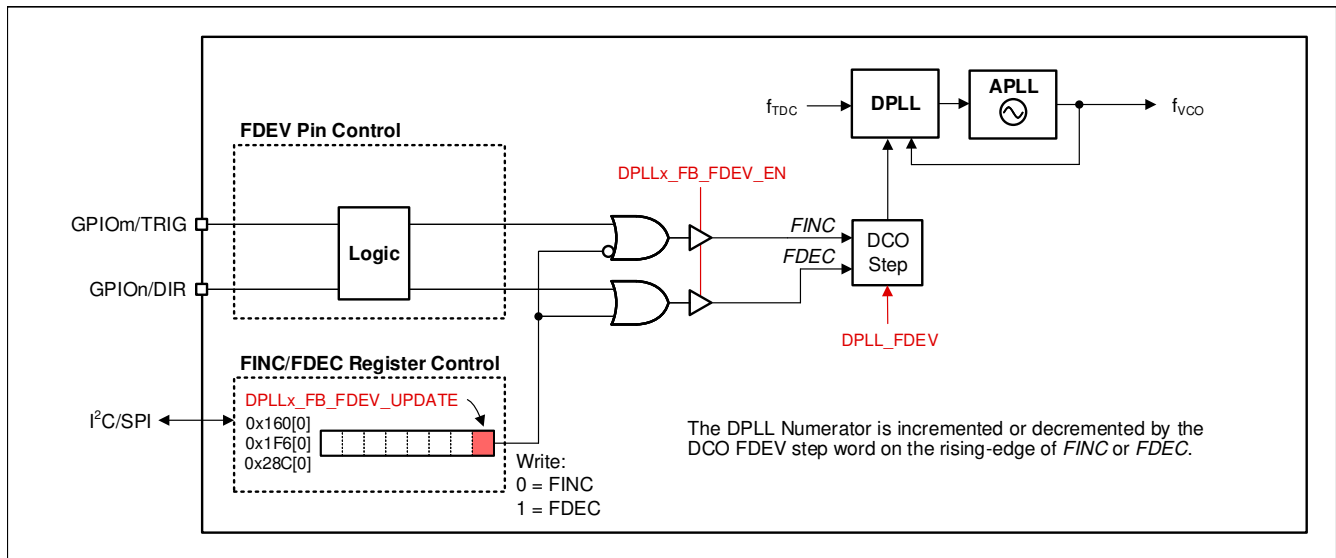 f_TDC
DPLL
APLL
f_VCO
FDEV Pin Control
DPLLx_FB_FDEV_EN
GPIOm/TRIG
Logic
FINC
FDEC
DCO
Step
GPIOn/DIR
DPLL_FDEV
FINC/FDEC Register Control
DPLLx_FB_FDEV_UPDATE
I²C/SPI
0x160[0]
0x1F6[0]
0x28C[0]
Write:
0 = FINC
1 = FDEC
The DPLL Numerator is incremented or decremented by the
DCO FDEV step word on the rising-edge of FINC or FDEC.